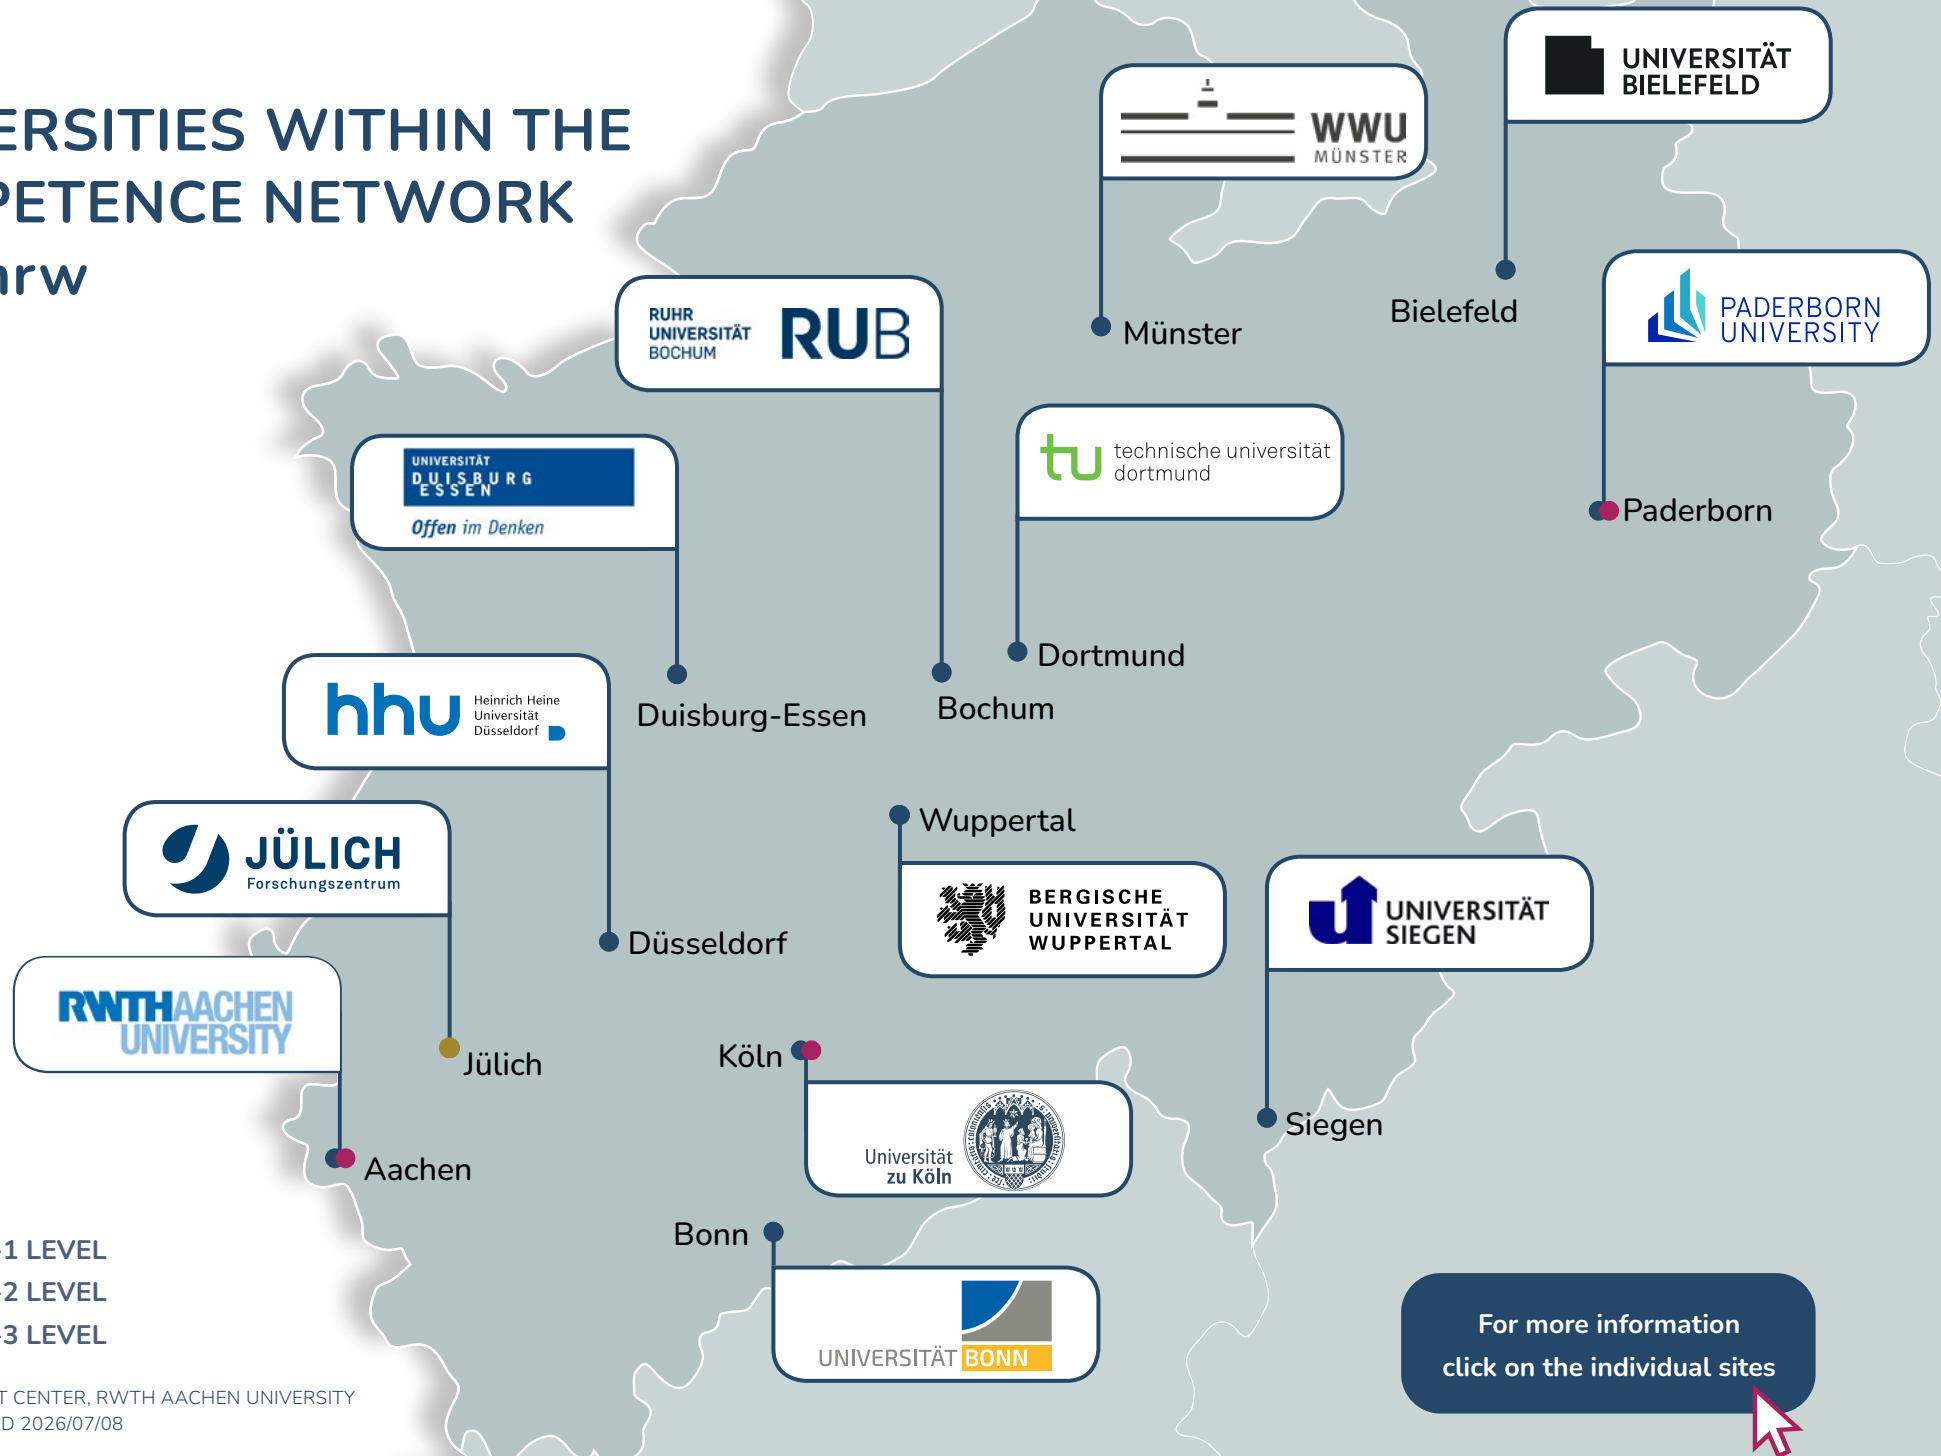 ERSITIES WITHIN THE
PETENCE NETWORK
nrw
UNIVERSITÄT
BIELEFELD
WWU
MÜNSTER
Bielefeld
PADERBORN
UNIVERSITY
RUHR
UNIVERSITÄT
BOCHUM
RUB
Münster
technische universität
dortmund
tu
UNIVERSITÄT
DUISBURG
ESSEN
Offen im Denken
Paderborn
Dortmund
Duisburg-Essen
Bochum
hhu
Heinrich Heine
Universität
Düsseldorf
Wuppertal
JÜLICH
Forschungszentrum
BERGISCHE
UNIVERSITÄT
WUPPERTAL
UNIVERSITÄT
SIEGEN
Düsseldorf
RWTHAACHEN
UNIVERSITY
Jülich
Köln
Universität
zu Köln
Siegen
Aachen
Bonn
UNIVERSITÄT BONN
-1 LEVEL
-2 LEVEL
-3 LEVEL
For more information
click on the individual sites
T CENTER, RWTH AACHEN UNIVERSITY
D 2026/07/08